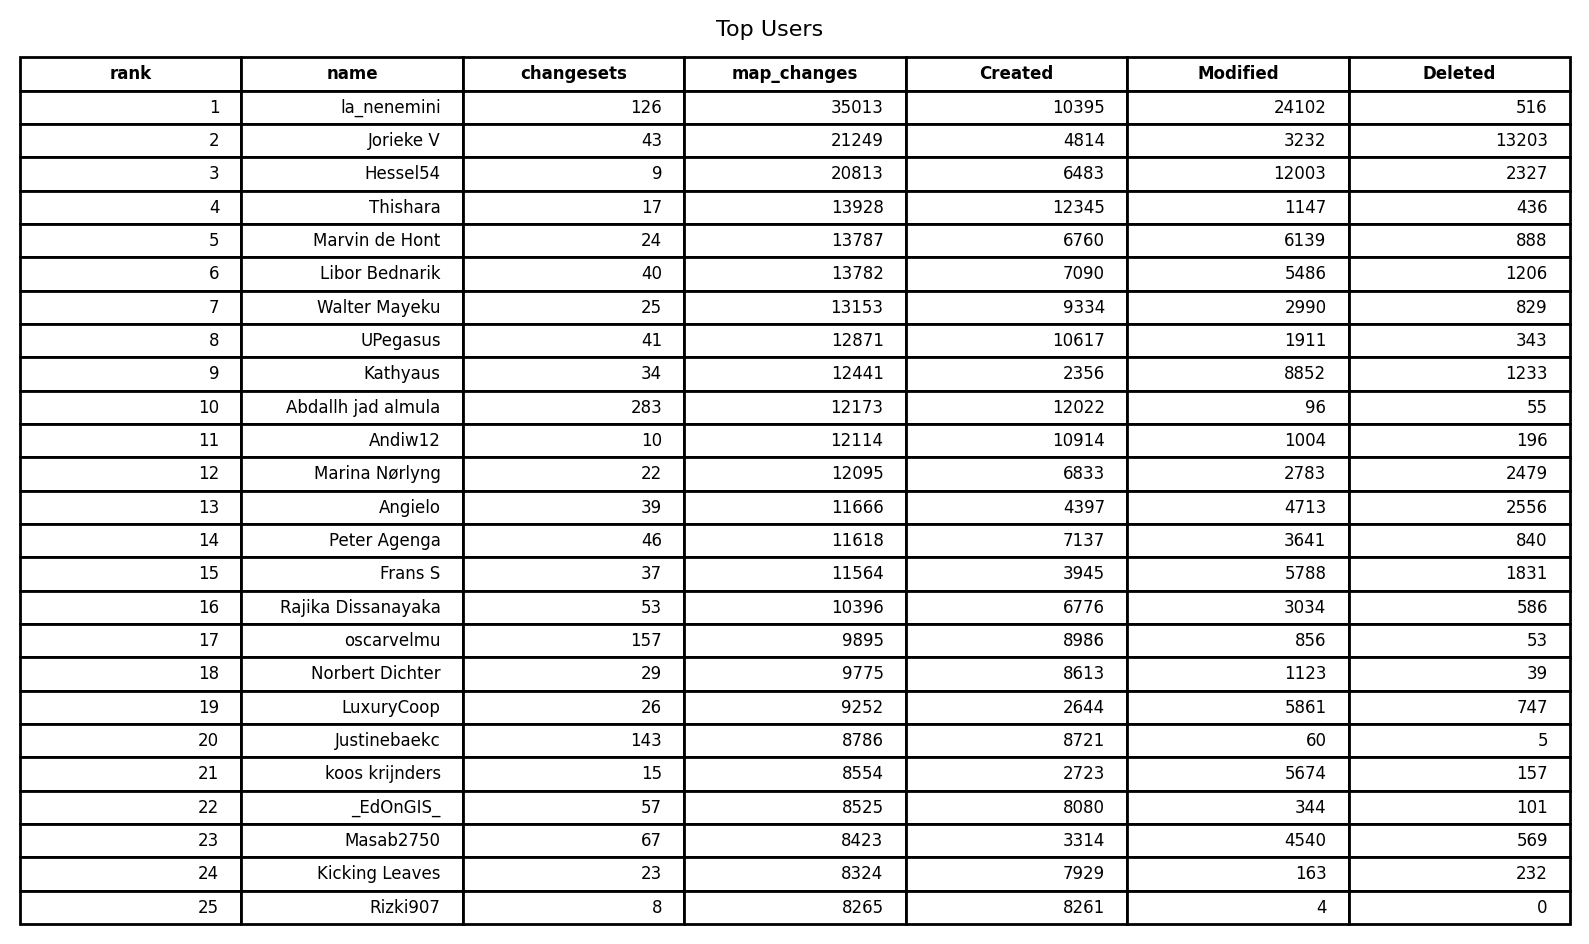 Top Users
rank name changesets map_changes Created Modified Deleted
1 la_nenemini 126 35013 10395 24102 516
2 Jorieke V 43 21249 4814 3232 13203
3 Hessel54 9 20813 6483 12003 2327
4 Thishara 17 13928 12345 1147 436
5 Marvin de Hont 24 13787 6760 6139 888
6 Libor Bednarik 40 13782 7090 5486 1206
7 Walter Mayeku 25 13153 9334 2990 829
8 UPegasus 41 12871 10617 1911 343
9 Kathyaus 34 12441 2356 8852 1233
10 Abdallh jad almula 283 12173 12022 96 55
11 Andiw12 10 12114 10914 1004 196
12 Marina Nørlyng 22 12095 6833 2783 2479
13 Angielo 39 11666 4397 4713 2556
14 Peter Agenga 46 11618 7137 3641 840
15 Frans S 37 11564 3945 5788 1831
16 Rajika Dissanayaka 53 10396 6776 3034 586
17 oscarvelmu 157 9895 8986 856 53
18 Norbert Dichter 29 9775 8613 1123 39
19 LuxuryCoop 26 9252 2644 5861 747
20 Justinebaekc 143 8786 8721 60 5
21 koos krijnders 15 8554 2723 5674 157
22 _EdOnGIS_ 57 8525 8080 344 101
23 Masab2750 67 8423 3314 4540 569
24 Kicking Leaves 23 8324 7929 163 232
25 Rizki907 8 8265 8261 4 0